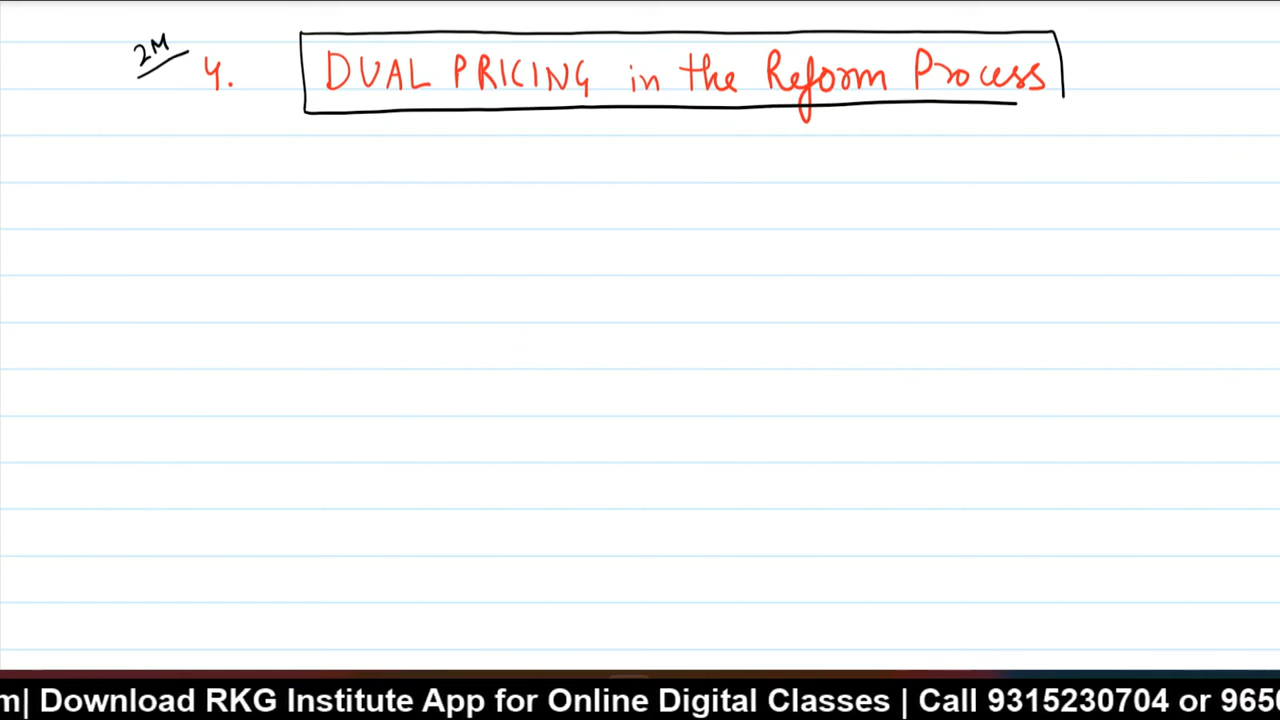 2M
4. DUAL PRICING in the Reform Process
m| Download RKG Institute App for Online Digital Classes | Call 9315230704 or 965